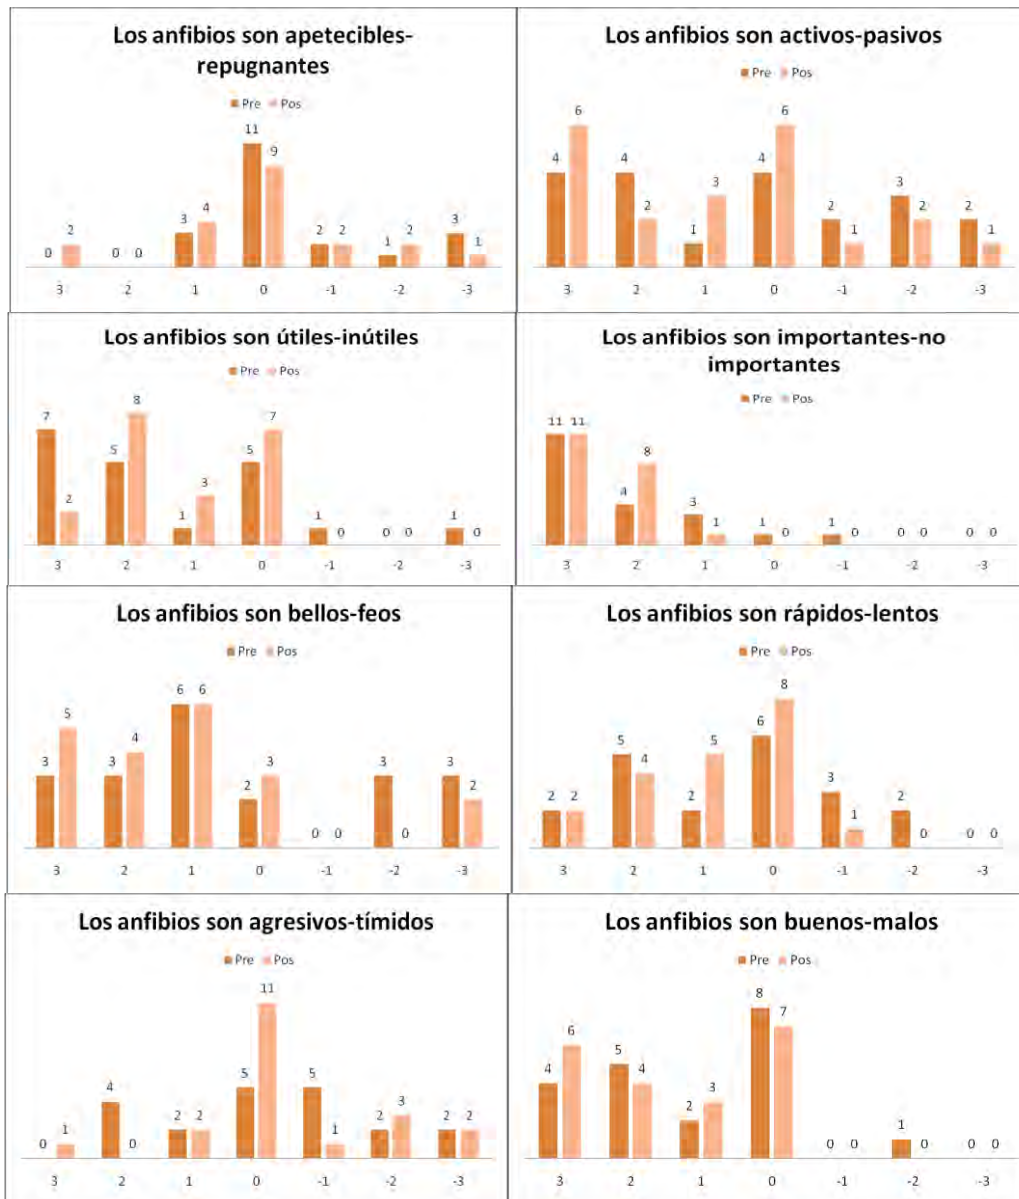 Los anfibios son apetecibles-
repugnantes
Pre Pos
11
9
3 4
0 2 0 0 2 2 1 2 3 1
3 2 1 0 -1 -2 -3
Los anfibios son activos-pasivos
Pre Pos
4 6 4 2 1 3 4 6 2 1 3 2 2 1
3 2 1 0 -1 -2 -3
Los anfibios son útiles-inútiles
Pre Pos
7 2 5 8 1 3 5 7 1 0 0 0 1 0
3 2 1 0 -1 -2 -3
Los anfibios son importantes-no
importantes
Pre Pos
11 11 4 8 3 1 1 0 1 0 0 0 0 0
3 2 1 0 -1 -2 -3
Los anfibios son bellos-feos
Pre Pos
3 5 3 4 6 6 2 3 0 0 3 0 3 2
3 2 1 0 -1 -2 -3
Los anfibios son rápidos-lentos
Pre Pos
2 2 5 4 2 5 6 8 3 1 2 0 0 0
3 2 1 0 -1 -2 -3
Los anfibios son agresivos-tímidos
Pre Pos
0 1 4 0 2 2 5 11 5 1 2 3 2 2
3 2 1 0 -1 -2 -3
Los anfibios son buenos-malos
Pre Pos
4 6 5 4 2 3 8 7 0 0 1 0 0 0
3 2 1 0 -1 -2 -3